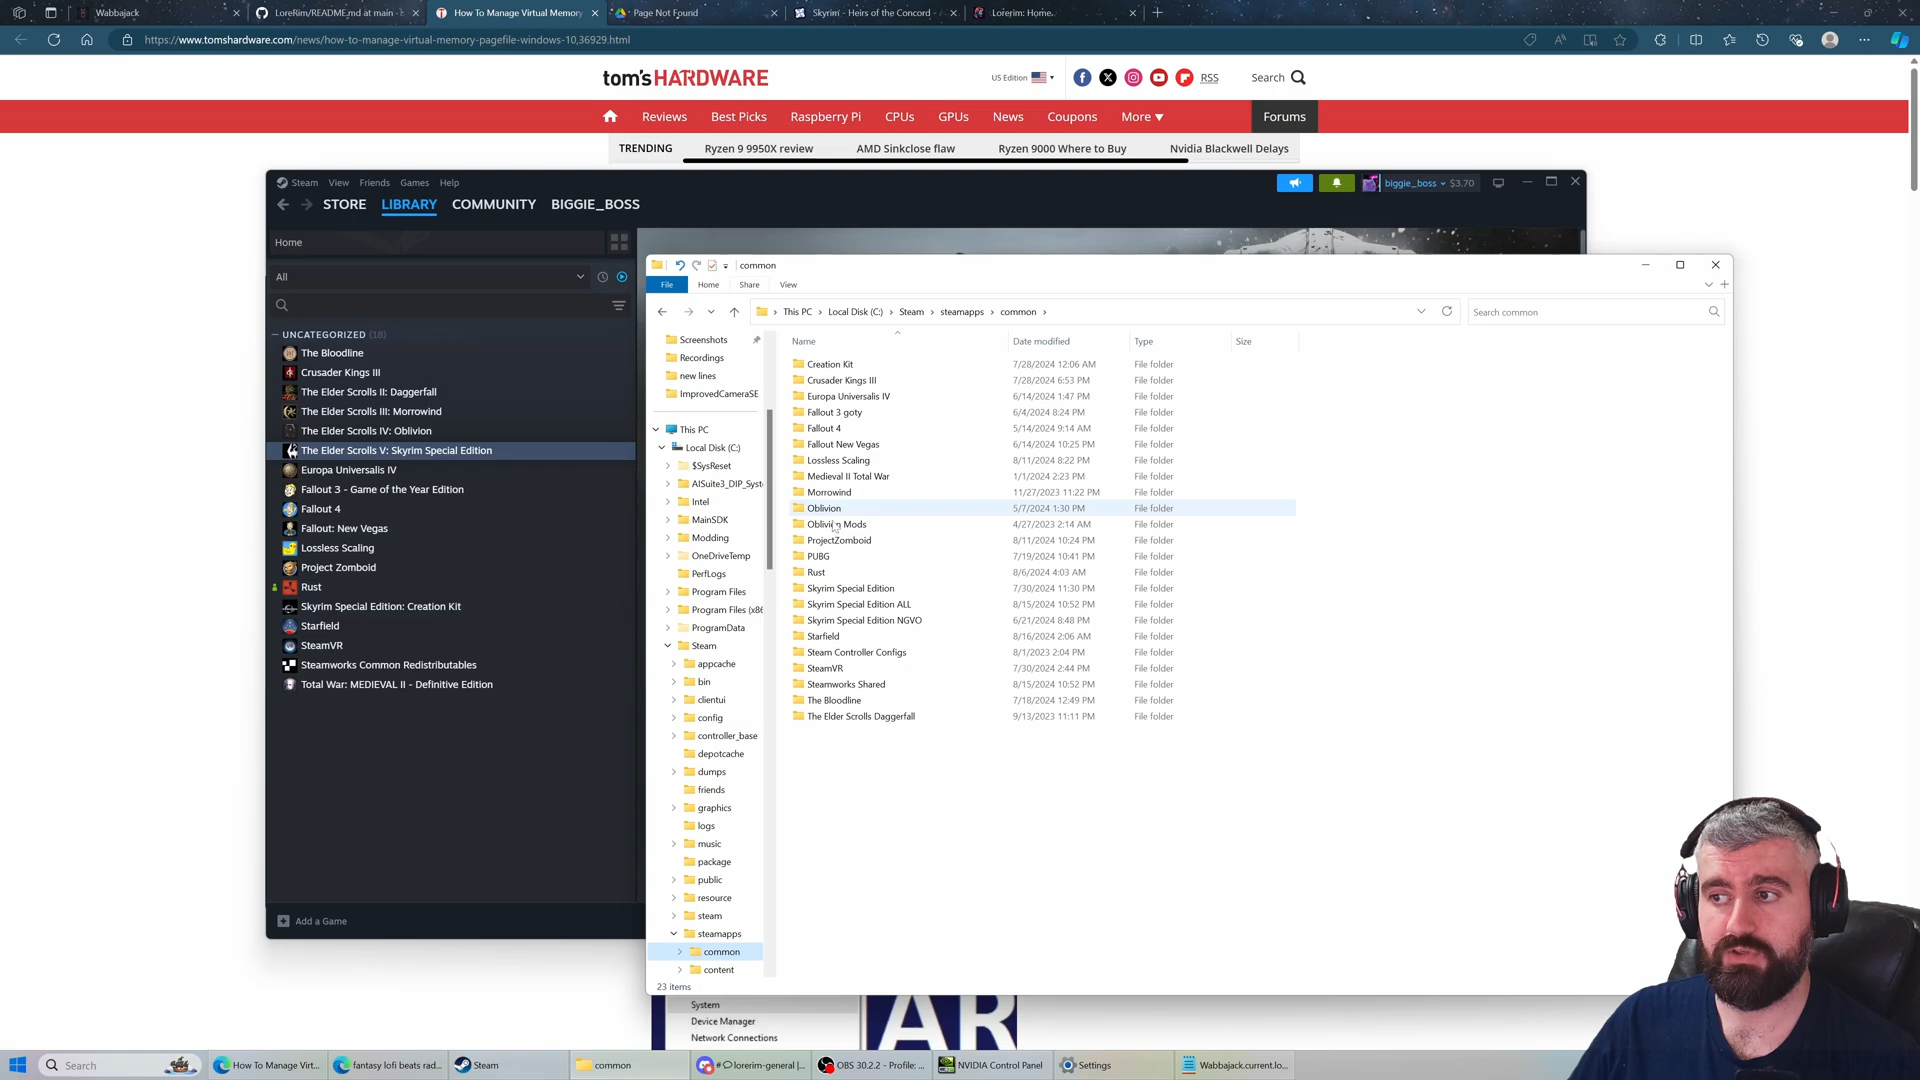 Wabbajack
LoreRim/README.md at main
How To Manage Virtual Memory
Page Not Found
Skyrim - Heirs of the Concord -
Lorerim: Home.
https://www.tomshardware.com/news/how-to-manage-virtual-memory-pagefile-windows-10,36929.html
tom's HARDWARE
US Edition
RSS
Search
Reviews
Best Picks
Raspberry Pi
CPUs
GPUs
News
Coupons
More ▼
Forums
TRENDING
Ryzen 9 9950X review
AMD Sinkclose flaw
Ryzen 9000 Where to Buy
Nvidia Blackwell Delays
Steam View Friends Games Help
biggie_boss $3.70
STORE LIBRARY COMMUNITY BIGGIE_BOSS
Home
All
UNCATEGORIZED (18)
The Bloodline
Crusader Kings III
The Elder Scrolls II: Daggerfall
The Elder Scrolls III: Morrowind
The Elder Scrolls IV: Oblivion
The Elder Scrolls V: Skyrim Special Edition
Europa Universalis IV
Fallout 3 - Game of the Year Edition
Fallout 4
Fallout: New Vegas
Lossless Scaling
Project Zomboid
Rust
Skyrim Special Edition: Creation Kit
Starfield
SteamVR
Steamworks Common Redistributables
Total War: MEDIEVAL II - Definitive Edition
Add a Game
common
File Home Share View
This PC > Local Disk (C:) > Steam > steamapps > common >
Search common
Screenshots
Recordings
new lines
ImprovedCameraSE
This PC
Local Disk (C:)
$SysReset
AISuite3_DIP_Syst
Intel
MainSDK
Modding
OneDriveTemp
PerfLogs
Program Files
Program Files (x86
ProgramData
Steam
appcache
bin
clientui
config
controller_base
depotcache
dumps
friends
graphics
logs
music
package
public
resource
steam
steamapps
common
content
Name Date modified Type Size
Creation Kit 7/28/2024 12:06 AM File folder
Crusader Kings III 7/28/2024 6:53 PM File folder
Europa Universalis IV 6/14/2024 1:47 PM File folder
Fallout 3 goty 6/4/2024 8:24 PM File folder
Fallout 4 5/14/2024 9:14 AM File folder
Fallout New Vegas 6/14/2024 10:25 PM File folder
Lossless Scaling 8/11/2024 8:22 PM File folder
Medieval II Total War 1/1/2024 2:23 PM File folder
Morrowind 11/27/2023 11:22 PM File folder
Oblivion 5/7/2024 1:30 PM File folder
Oblivion Mods 4/27/2023 2:14 AM File folder
ProjectZomboid 8/11/2024 10:24 PM File folder
PUBG 7/19/2024 10:41 PM File folder
Rust 8/6/2024 4:03 AM File folder
Skyrim Special Edition 7/30/2024 11:30 PM File folder
Skyrim Special Edition ALL 8/15/2024 10:52 PM File folder
Skyrim Special Edition NGVO 6/21/2024 8:48 PM File folder
Starfield 8/16/2024 2:06 AM File folder
Steam Controller Configs 8/1/2023 2:04 PM File folder
SteamVR 7/30/2024 2:44 PM File folder
Steamworks Shared 8/15/2024 10:52 PM File folder
The Bloodline 7/18/2024 12:49 PM File folder
The Elder Scrolls Daggerfall 9/13/2023 11:11 PM File folder
23 items
System
Device Manager
Network Connections
AR
Search
How To Manage Virt...
fantasy lofi beats rad...
Steam
common
#lorerim-general |...
OBS 30.2.2 - Profile: ...
NVIDIA Control Panel
Settings
Wabbajack.current.lo...